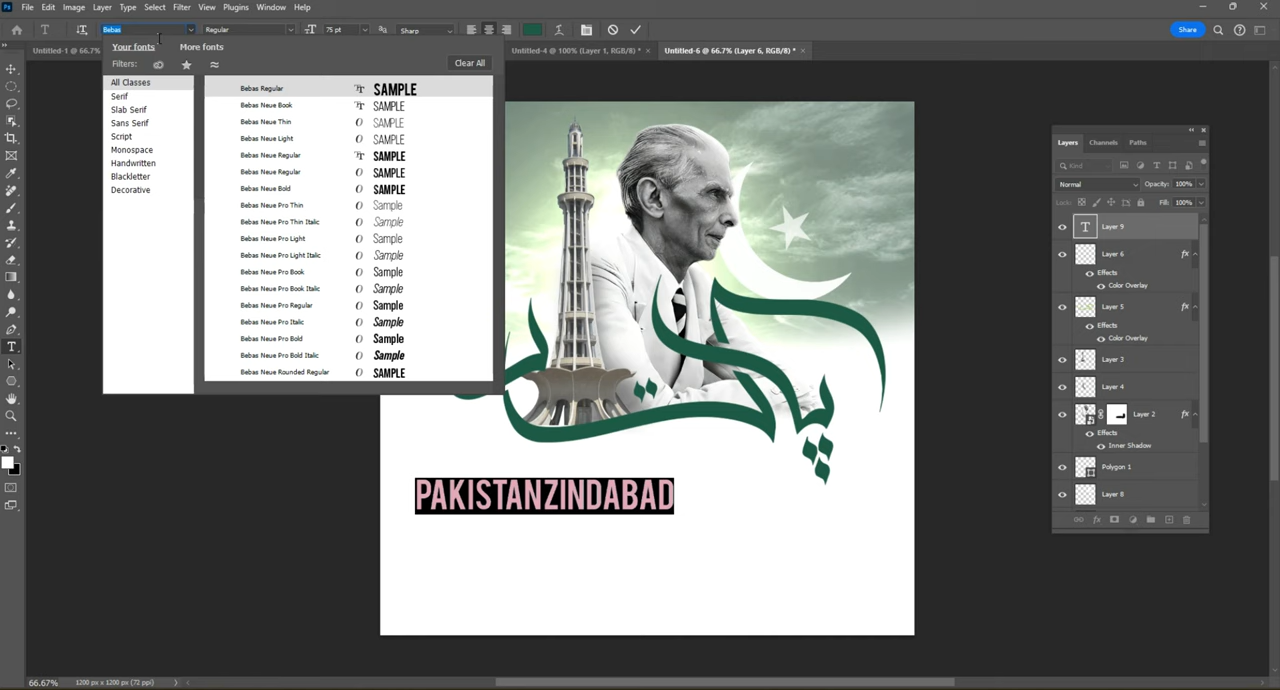 Ps File Edit Image Layer Type Select Filter View Plugins Window Help
Bebas Regular 75 pt Sharp Share
Untitled-1 @ 66.7% Untitled-4 @ 100% (Layer 1, RGB/8) * × Untitled-6 @ 66.7% (Layer 6, RGB/8) * ×
Your fonts More fonts
Filters: Clear All
All Classes
Serif
Slab Serif
Sans Serif
Script
Monospace
Handwritten
Blackletter
Decorative
Bebas Regular SAMPLE
Bebas Neue Book SAMPLE
Bebas Neue Thin SAMPLE
Bebas Neue Light SAMPLE
Bebas Neue Regular SAMPLE
Bebas Neue Regular SAMPLE
Bebas Neue Bold SAMPLE
Bebas Neue Pro Thin Sample
Bebas Neue Pro Thin Italic Sample
Bebas Neue Pro Light Sample
Bebas Neue Pro Light Italic Sample
Bebas Neue Pro Book Sample
Bebas Neue Pro Book Italic Sample
Bebas Neue Pro Regular Sample
Bebas Neue Pro Italic Sample
Bebas Neue Pro Bold Sample
Bebas Neue Pro Bold Italic Sample
Bebas Neue Rounded Regular SAMPLE
PAKISTANZINDABAD
Layers Channels Paths
Kind
Normal Opacity: 100%
Lock: Fill: 100%
Layer 9
Layer 6 fx
Effects
Color Overlay
Layer 5 fx
Effects
Color Overlay
Layer 3
Layer 4
Layer 2 fx
Effects
Inner Shadow
Polygon 1
Layer 8
66.67% 1200 px x 1200 px (72 ppi)